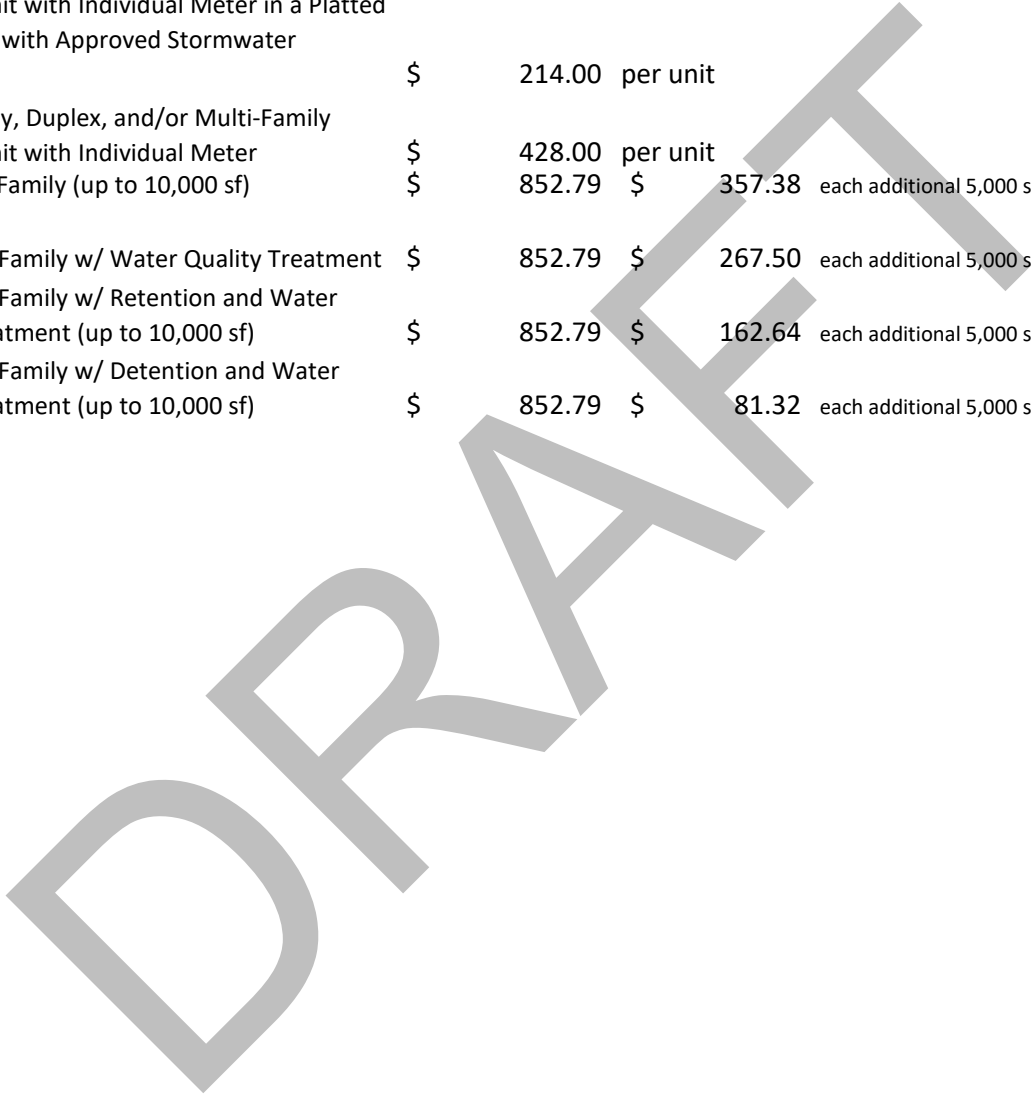 with Individual Meter in a Platted
with Approved Stormwater
$ 214.00 per unit
Duplex, and/or Multi-Family
with Individual Meter $ 428.00 per unit
Family (up to 10,000 sf) $ 852.79 $ 357.38 each additional 5,000 s
Family w/ Water Quality Treatment $ 852.79 $ 267.50 each additional 5,000 s
Family w/ Retention and Water
(up to 10,000 sf) $ 852.79 $ 162.64 each additional 5,000 s
Family w/ Detention and Water
(up to 10,000 sf) $ 852.79 $ 81.32 each additional 5,000 s
DRAFT